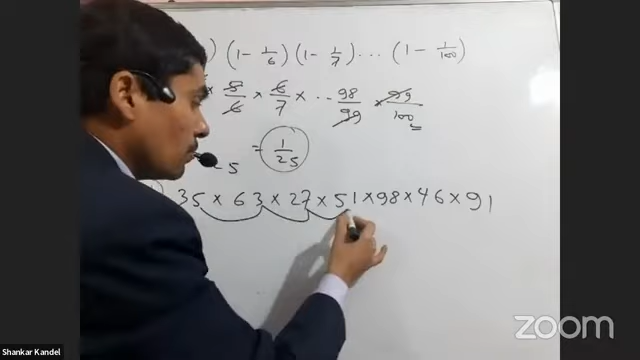 ) (1 - 1/6) (1 - 1/7) ... (1 - 1/100)
× 5/6 × 6/7 × ... 98/99 × 99/100
= 1/25
35 × 63 × 27 × 51 × 98 × 46 × 91
zoom
Shankar Kandel